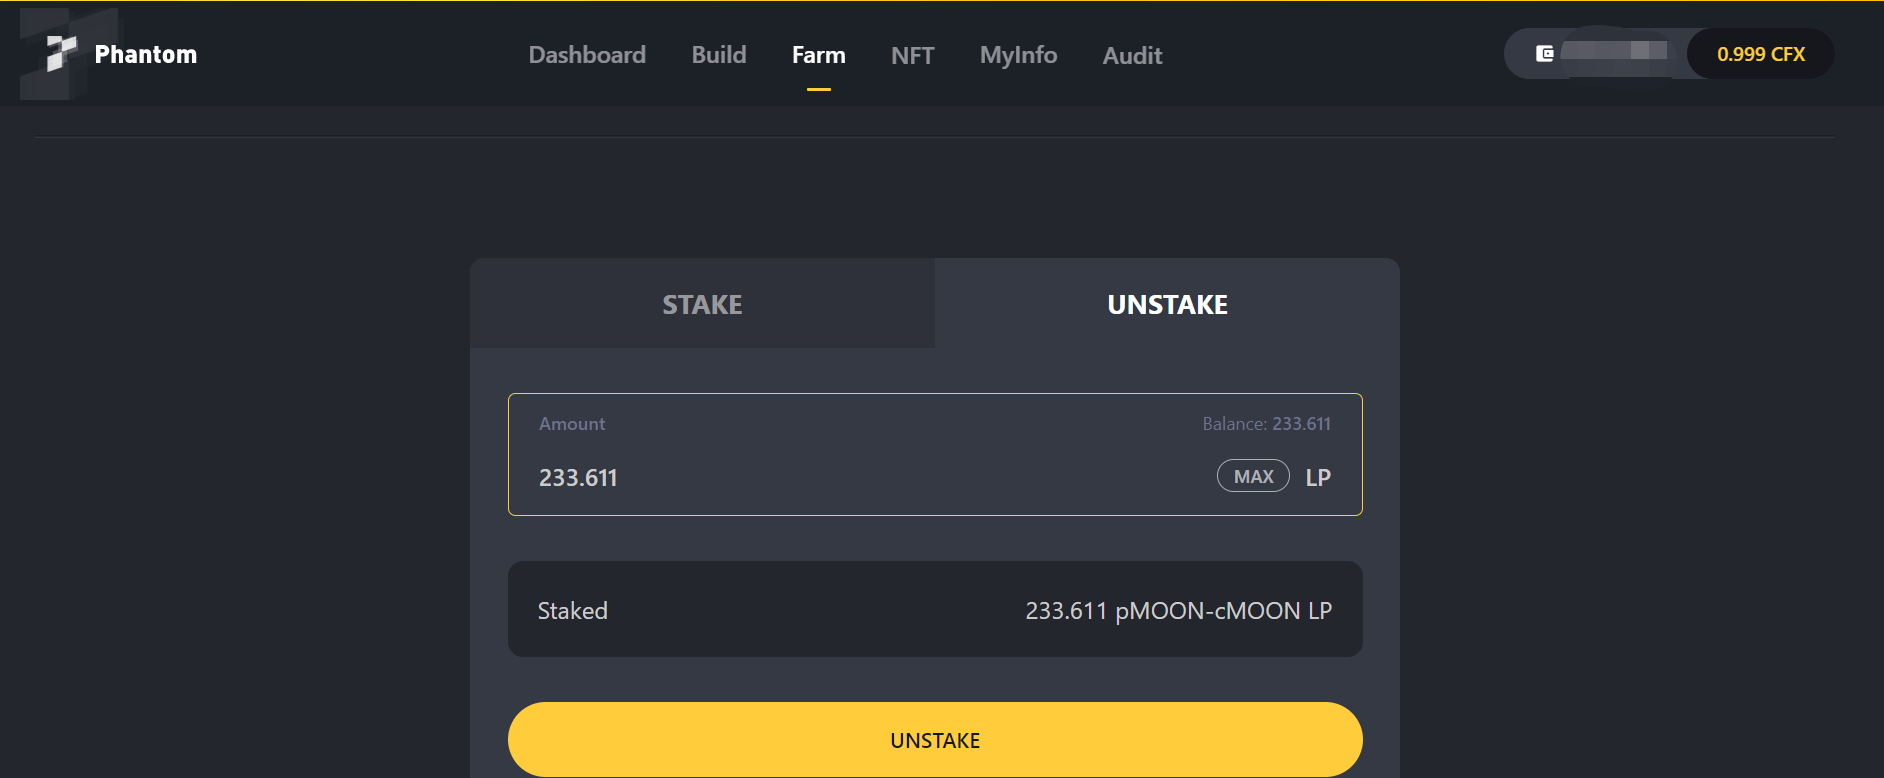 Phantom Dashboard Build Farm NFT MyInfo Audit 0.999 CFX
STAKE UNSTAKE
Amount Balance: 233.611
233.611 MAX LP
Staked 233.611 pMOON-cMOON LP
UNSTAKE